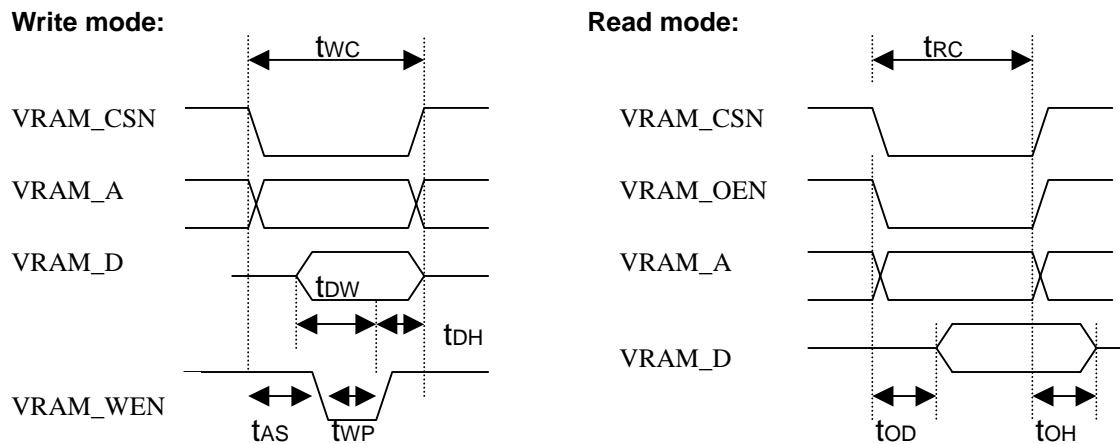 Write mode:
tWC
VRAM_CSN
VRAM_A
VRAM_D
tDW
tDH
VRAM_WEN
tAS
tWP
Read mode:
tRC
VRAM_CSN
VRAM_OEN
VRAM_A
VRAM_D
tOD
tOH